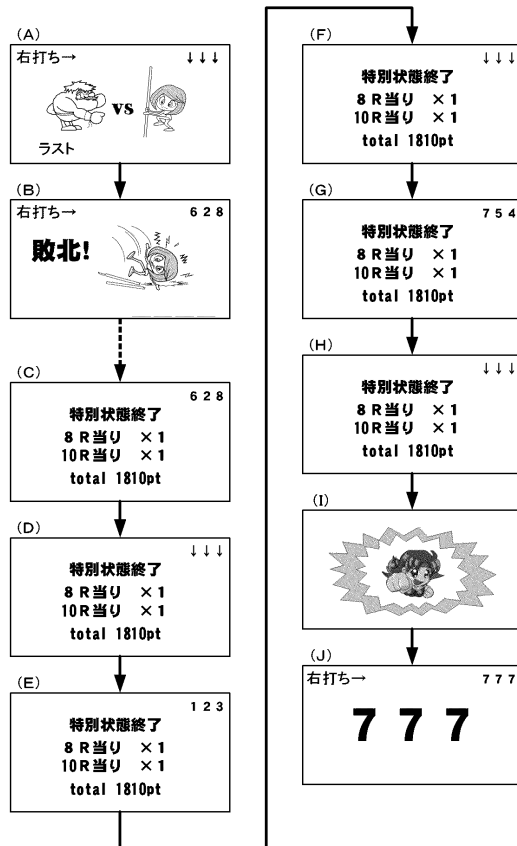 (A)
右打ち→ ↓↓↓
vs
ラスト
(B)
右打ち→ 628
敗北!
(C)
628
特別状態終了
8R当り ×1
10R当り ×1
total 1810pt
(D)
↓↓↓
特別状態終了
8R当り ×1
10R当り ×1
total 1810pt
(E)
123
特別状態終了
8R当り ×1
10R当り ×1
total 1810pt
(F)
↓↓↓
特別状態終了
8R当り ×1
10R当り ×1
total 1810pt
(G)
754
特別状態終了
8R当り ×1
10R当り ×1
total 1810pt
(H)
↓↓↓
特別状態終了
8R当り ×1
10R当り ×1
total 1810pt
(I)
(J)
右打ち→ 777
7 7 7